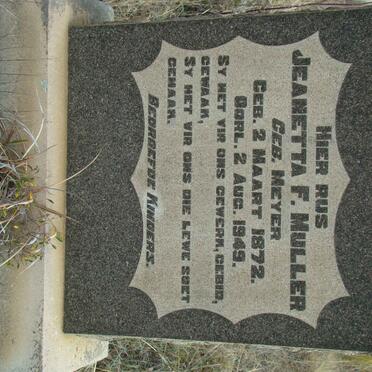 HIER RUS
JEANETTA F. MULLER
GEB. MEYER
GEB. 2 MAART 1872.
OORL. 2 AUG. 1949.
SY HET VIR ONS GEWERK, GEBID,
GEWAAK,
SY HET VIR ONS DIE LEWE SOET
GEMAAK.
BEDROEFDE KINDERS.